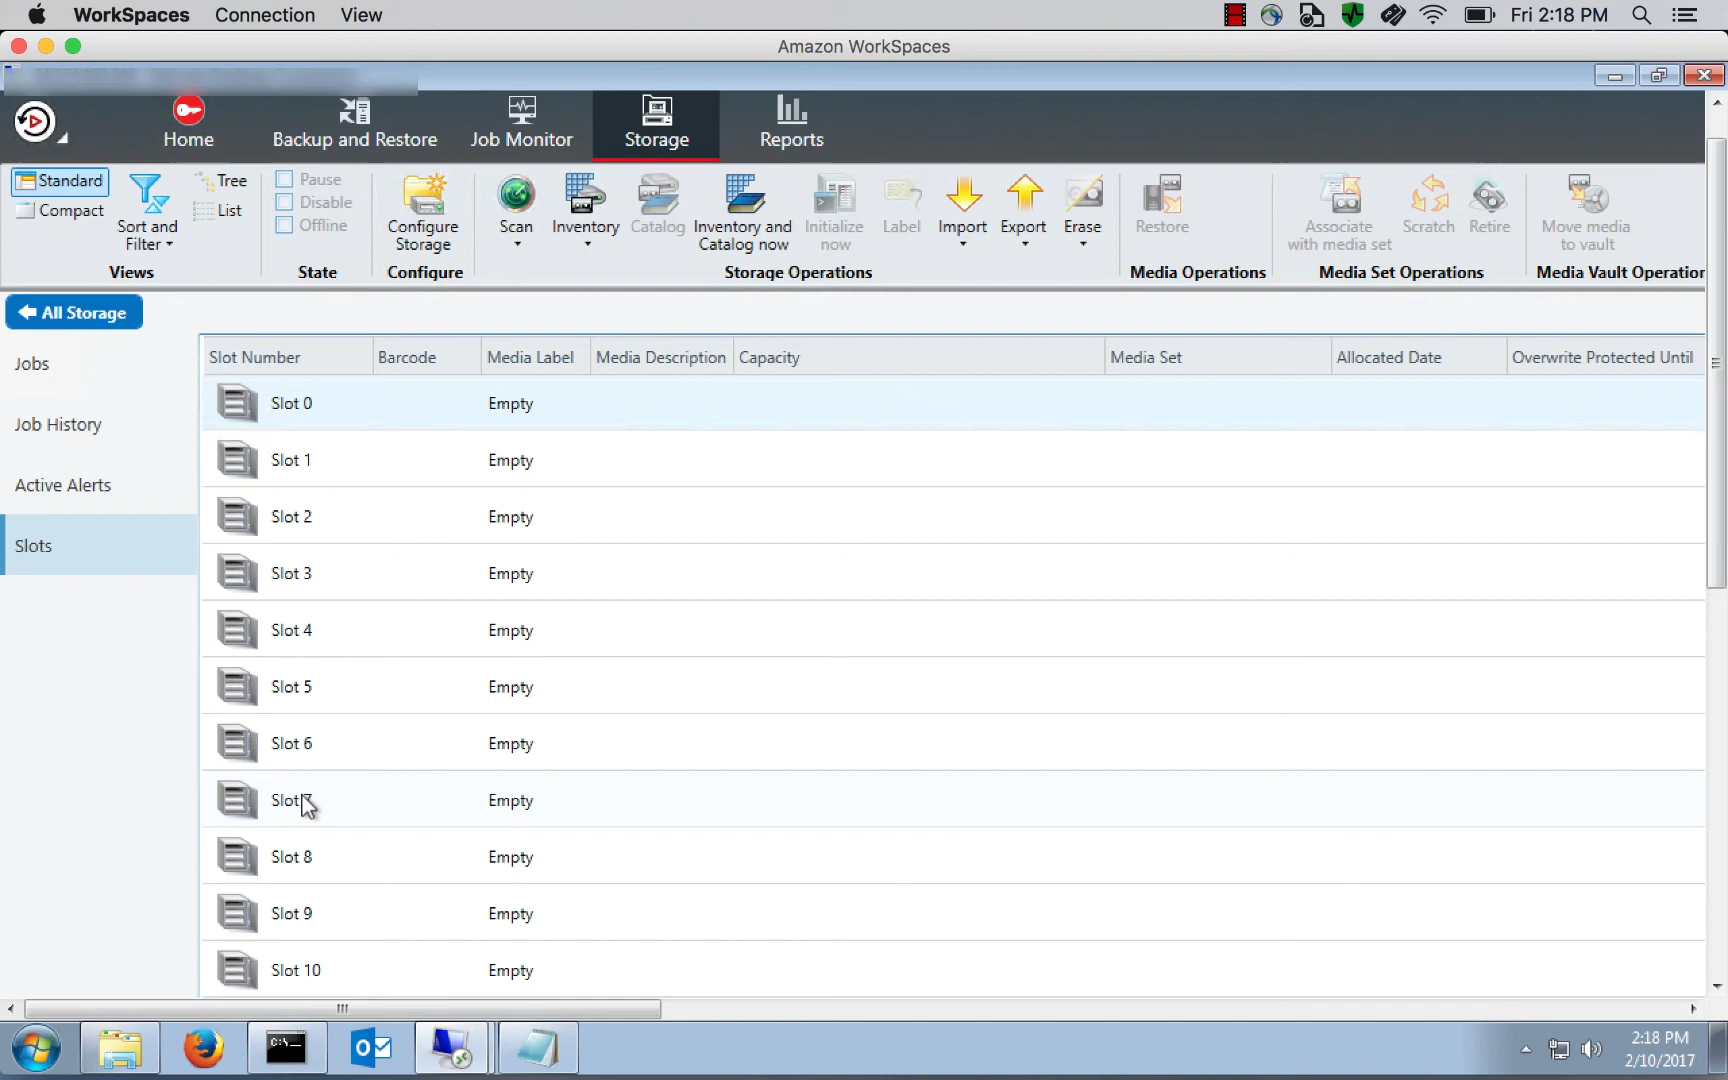 WorkSpaces Connection View Fri 2:18 PM
Amazon WorkSpaces
Home Backup and Restore Job Monitor Storage Reports
Standard Tree Pause
Compact List Disable
Offline
Sort and Filter
Configure Storage
Scan Inventory Catalog Inventory and Catalog now Initialize now Label Import Export Erase
Restore
Associate with media set Scratch Retire
Move media to vault
Views State Configure Storage Operations Media Operations Media Set Operations Media Vault Operation
All Storage
Slot Number Barcode Media Label Media Description Capacity Media Set Allocated Date Overwrite Protected Until
Jobs
Job History
Active Alerts
Slots
Slot 0 Empty
Slot 1 Empty
Slot 2 Empty
Slot 3 Empty
Slot 4 Empty
Slot 5 Empty
Slot 6 Empty
Slot 7 Empty
Slot 8 Empty
Slot 9 Empty
Slot 10 Empty
C:\
2:18 PM
2/10/2017